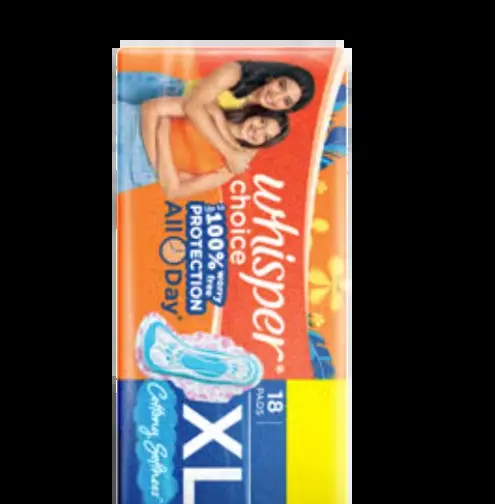 whisper®
choice
100% worry free
PROTECTION
All Day*
18
PADS
XL
Cottony Softness